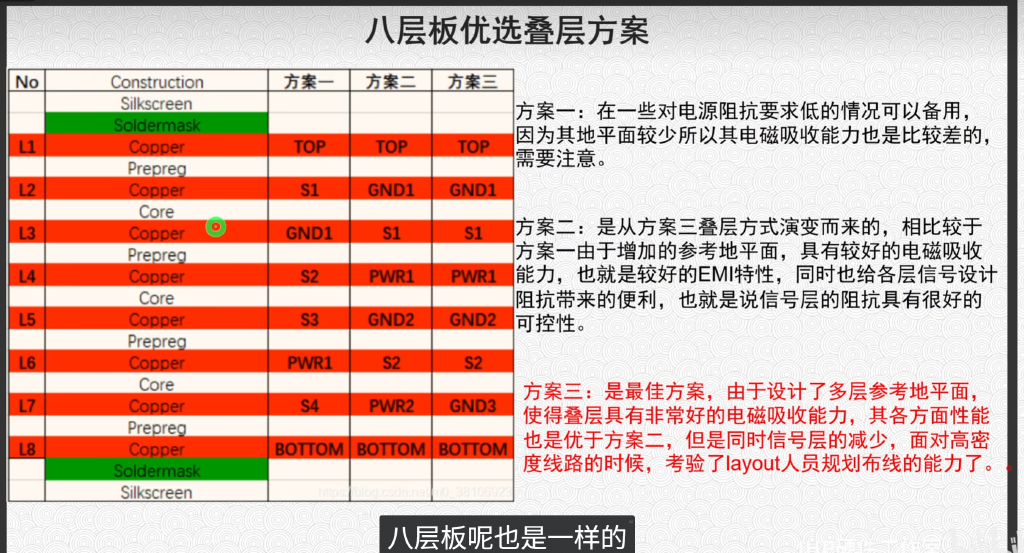 八层板优选叠层方案
No Construction 方案一 方案二 方案三
Silkscreen
Soldermask
L1 Copper TOP TOP TOP
Prepreg
L2 Copper S1 GND1 GND1
Core
L3 Copper GND1 S1 S1
Prepreg
L4 Copper S2 PWR1 PWR1
Core
L5 Copper S3 GND2 GND2
Prepreg
L6 Copper PWR1 S2 S2
Core
L7 Copper S4 PWR2 GND3
Prepreg
L8 Copper BOTTOM BOTTOM BOTTOM
Soldermask
Silkscreen
方案一：在一些对电源阻抗要求低的情况可以备用，
因为其地平面较少所以其电磁吸收能力也是比较差的，
需要注意。
方案二：是从方案三叠层方式演变而来的，相比较于
方案一由于增加的参考地平面，具有较好的电磁吸收
能力，也就是较好的EMI特性，同时也给各层信号设计
阻抗带来的便利，也就是说信号层的阻抗具有很好的
可控性。
方案三：是最佳方案，由于设计了多层参考地平面，
使得叠层具有非常好的电磁吸收能力，其各方面性能
也是优于方案二，但是同时信号层的减少，面对高密
度线路的时候，考验了layout人员规划布线的能力了。。
八层板呢也是一样的